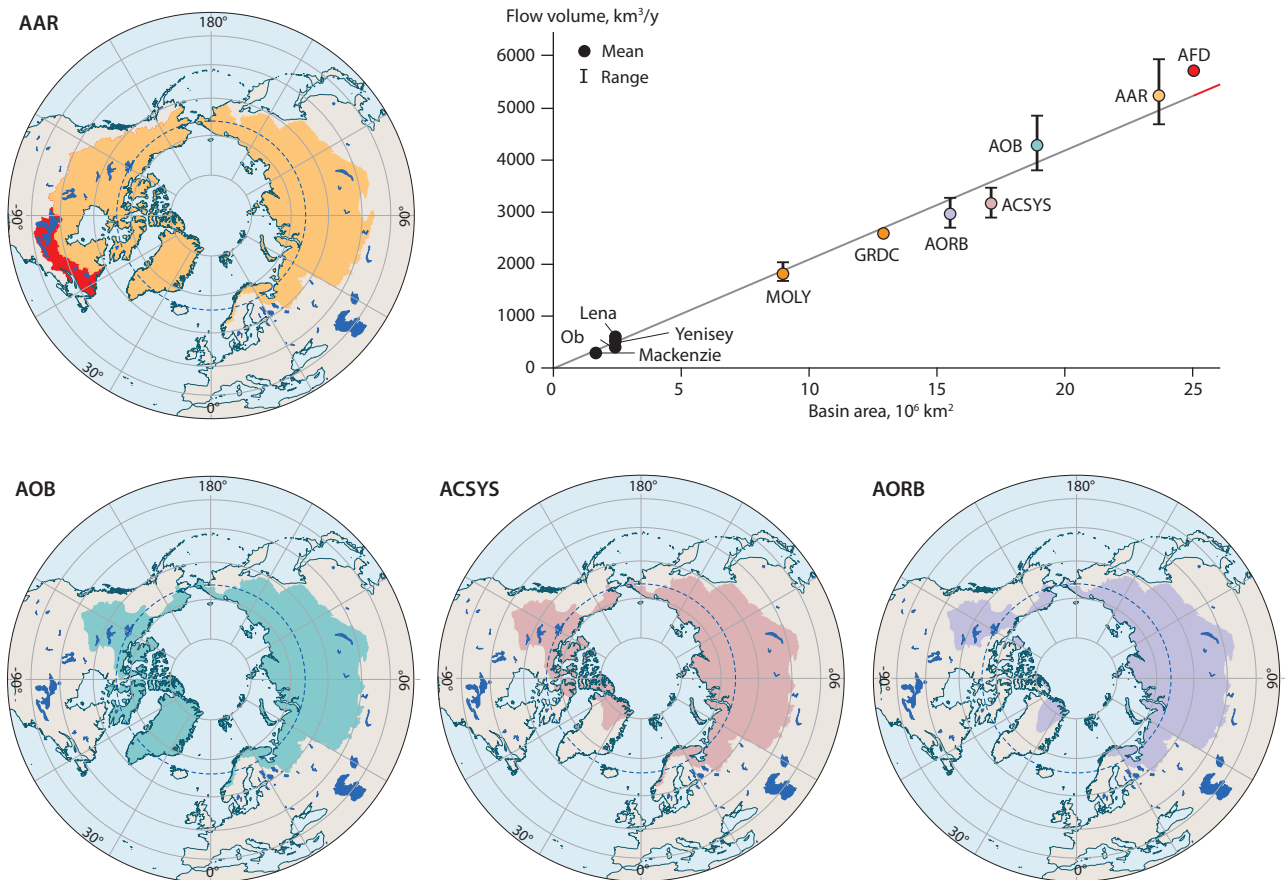 AAR
180°
90°
-90°
30°
0°
Flow volume, km³/y
Mean
Range
6000
5000
4000
3000
2000
1000
0
AFD
AAR
AOB
ACSYS
AORB
GRDC
MOLY
Lena
Ob
Yenisey
Mackenzie
0 5 10 15 20 25
Basin area, 10⁶ km²
AOB
180°
90°
-90°
30°
0°
ACSYS
180°
90°
-90°
30°
0°
AORB
180°
90°
-90°
30°
0°